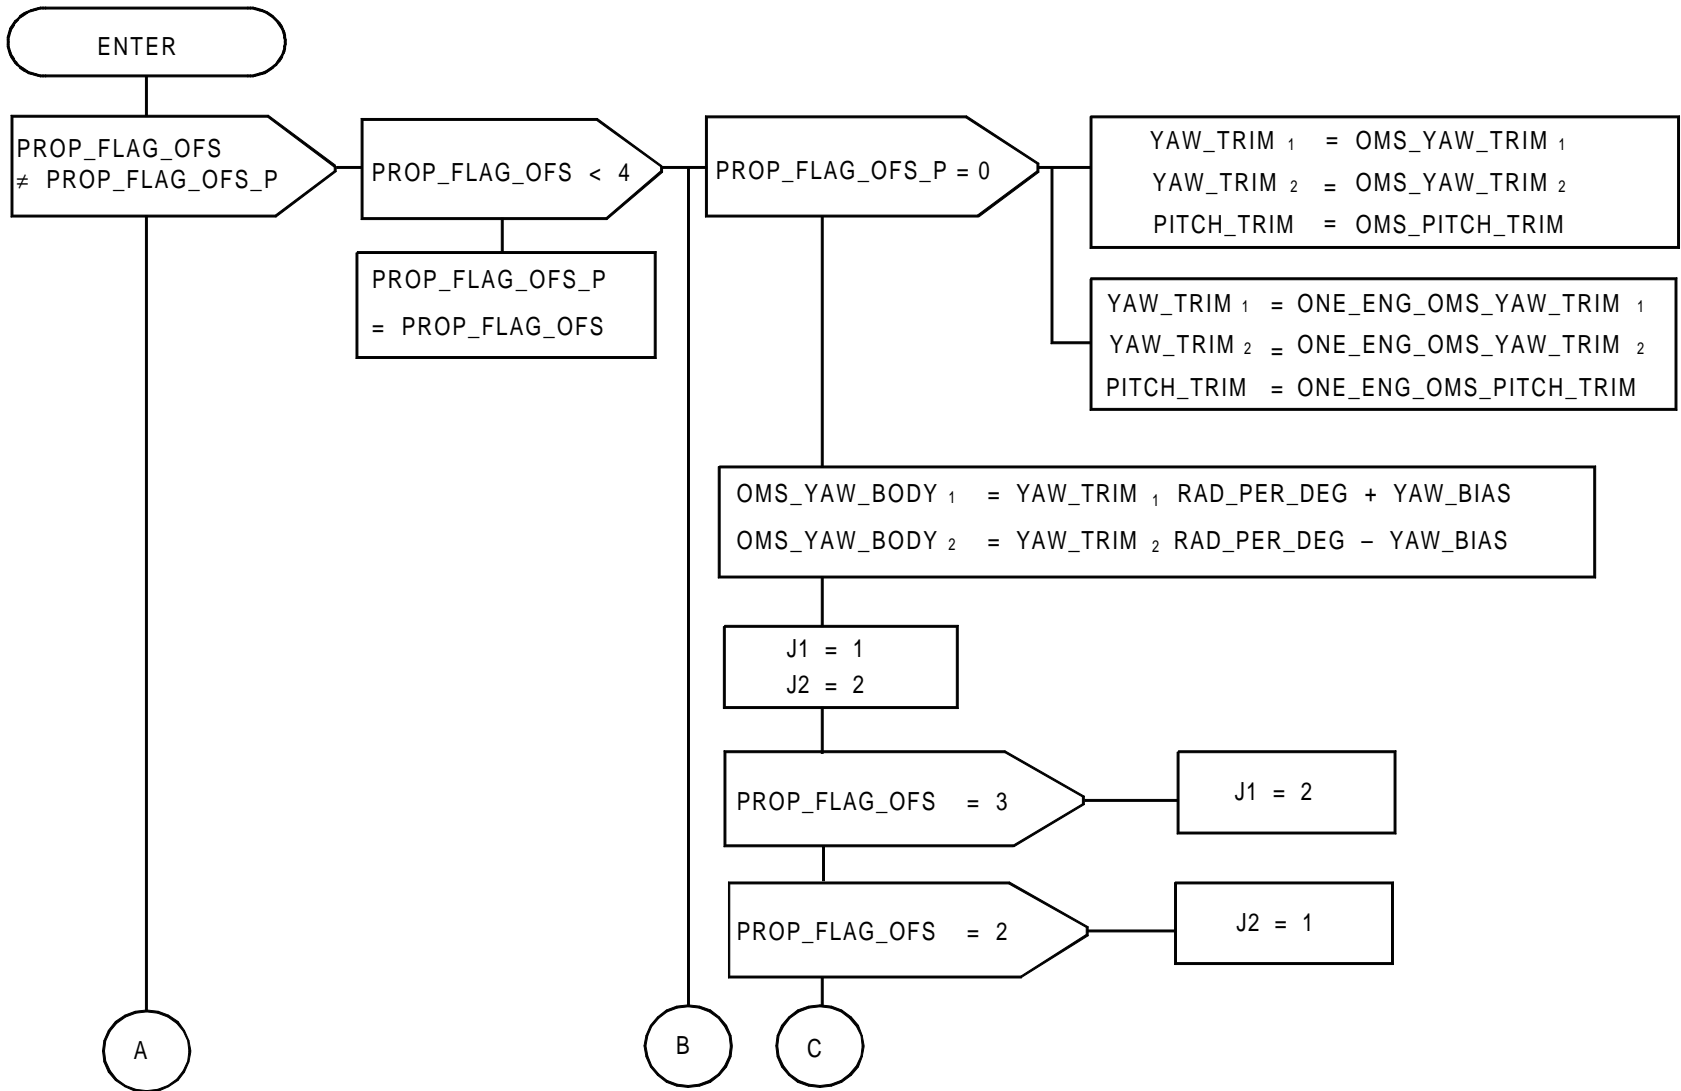 ENTER
PROP_FLAG_OFS
≠ PROP_FLAG_OFS_P
PROP_FLAG_OFS < 4
PROP_FLAG_OFS_P
= PROP_FLAG_OFS
PROP_FLAG_OFS_P = 0
YAW_TRIM 1 = OMS_YAW_TRIM 1
YAW_TRIM 2 = OMS_YAW_TRIM 2
PITCH_TRIM = OMS_PITCH_TRIM
YAW_TRIM 1 = ONE_ENG_OMS_YAW_TRIM 1
YAW_TRIM 2 = ONE_ENG_OMS_YAW_TRIM 2
PITCH_TRIM = ONE_ENG_OMS_PITCH_TRIM
OMS_YAW_BODY 1 = YAW_TRIM 1 RAD_PER_DEG + YAW_BIAS
OMS_YAW_BODY 2 = YAW_TRIM 2 RAD_PER_DEG – YAW_BIAS
J1 = 1
J2 = 2
PROP_FLAG_OFS = 3
J1 = 2
PROP_FLAG_OFS = 2
J2 = 1
A
B
C